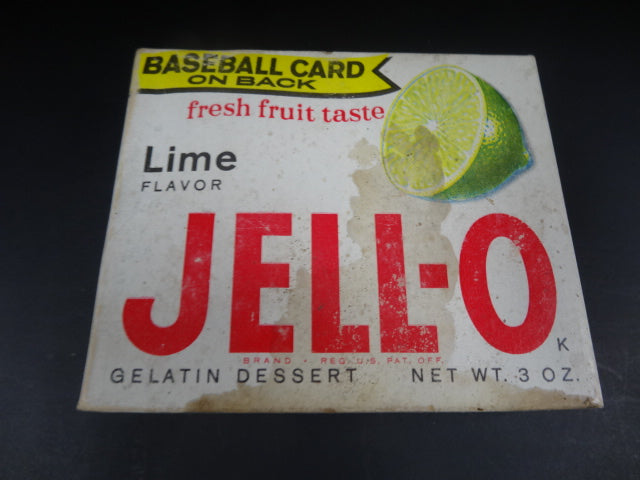 BASEBALL CARD
ON BACK
fresh fruit taste
Lime
FLAVOR
JELL-O
K
BRAND • REG. U.S. PAT. OFF.
GELATIN DESSERT NET WT. 3 OZ.